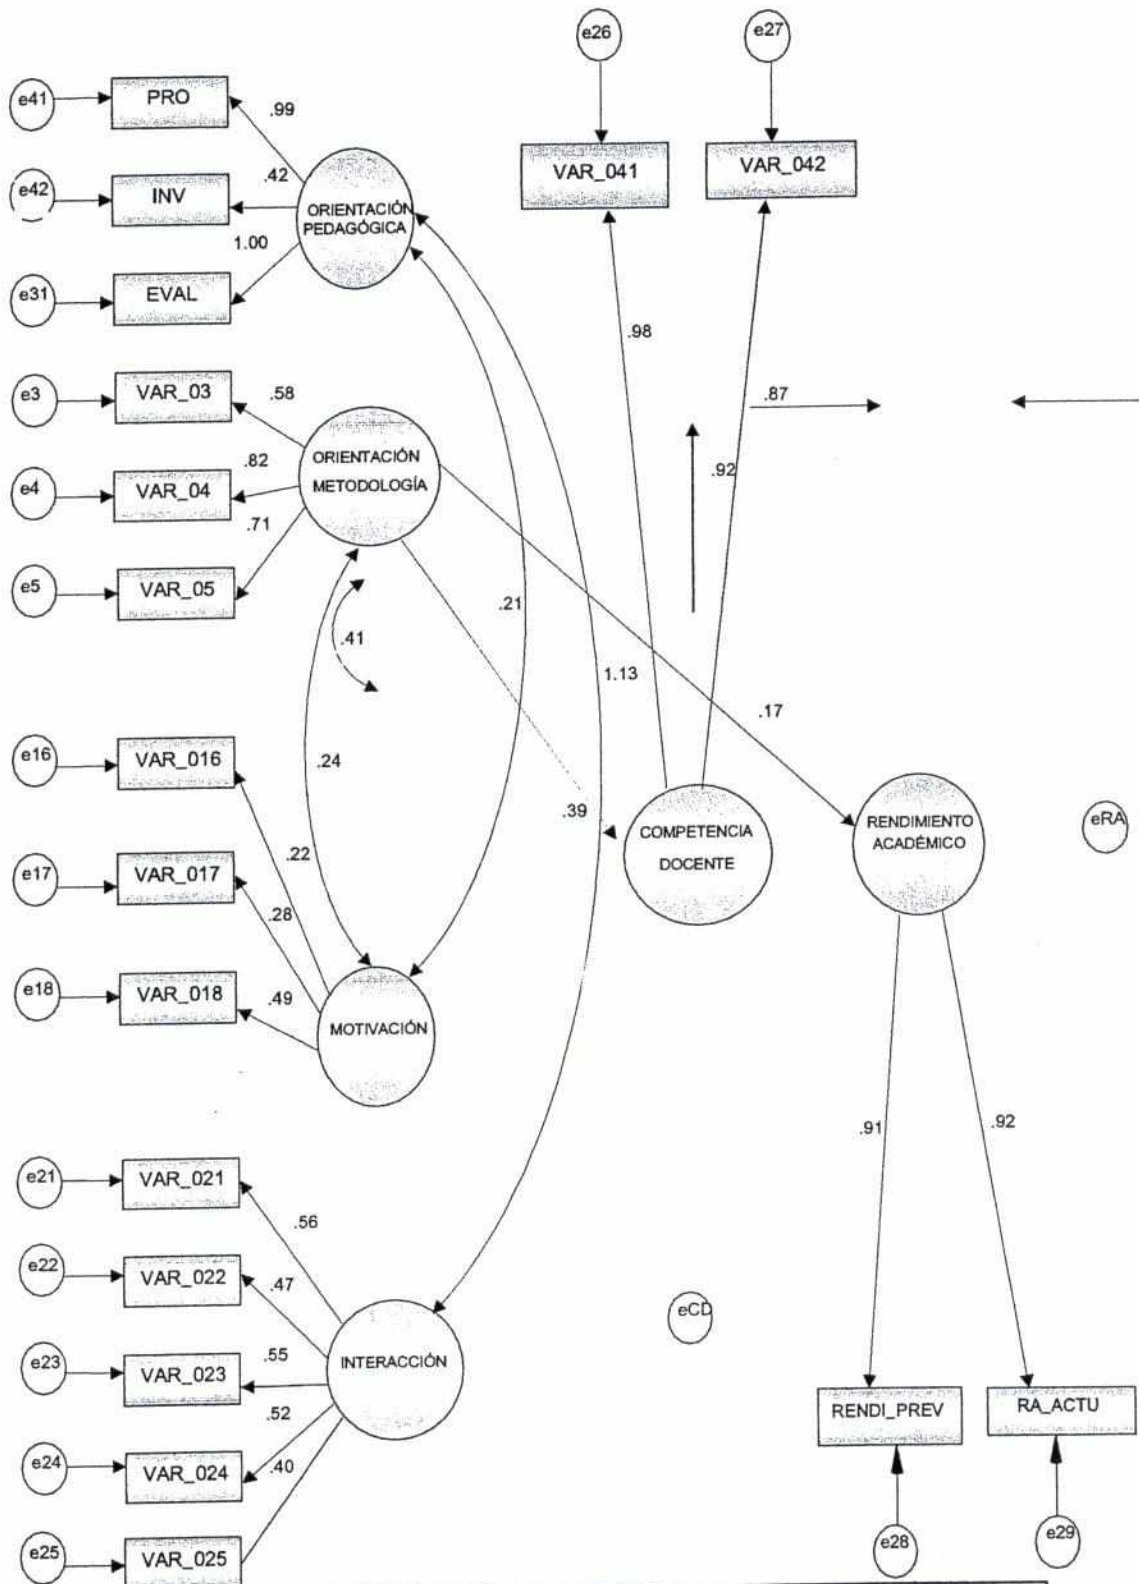 e26
e27
e41
PRO
.99
VAR_041
VAR_042
e42
INV
.42
ORIENTACIÓN
PEDAGÓGICA
1.00
e31
EVAL
.98
e3
VAR_03
.58
.87
ORIENTACIÓN
METODOLOGÍA
.82
e4
VAR_04
.92
.71
e5
VAR_05
.21
.41
1.13
.17
e16
VAR_016
.24
.39
COMPETENCIA
DOCENTE
RENDIMIENTO
ACADÉMICO
eRA
.22
e17
VAR_017
.28
e18
VAR_018
.49
MOTIVACIÓN
.91
.92
e21
VAR_021
.56
e22
VAR_022
.47
eCD
e23
VAR_023
.55
INTERACCIÓN
.52
RENDI_PREV
RA_ACTU
e24
VAR_024
.40
e25
VAR_025
e28
e29